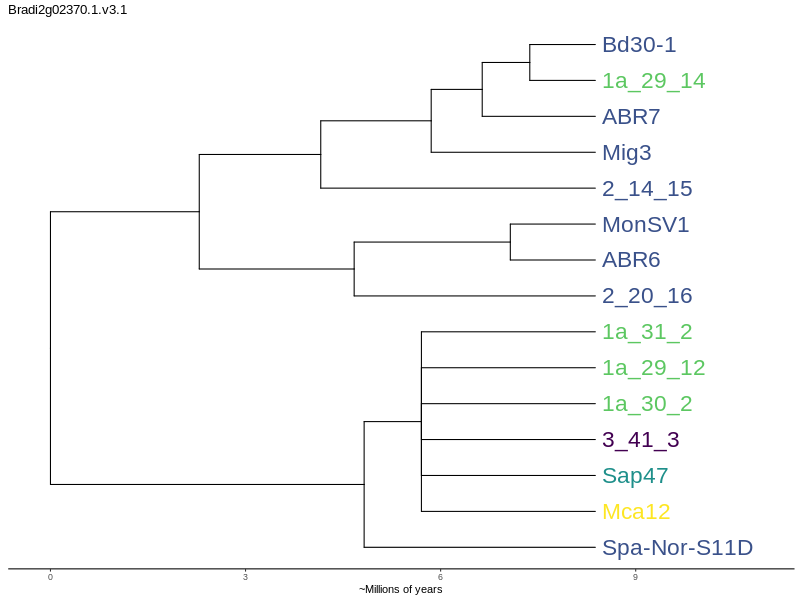 Bradi2g02370.1.v3.1
Bd30-1
1a_29_14
ABR7
Mig3
2_14_15
MonSV1
ABR6
2_20_16
1a_31_2
1a_29_12
1a_30_2
3_41_3
Sap47
Mca12
Spa-Nor-S11D
0 3 6 9
~Millions of years